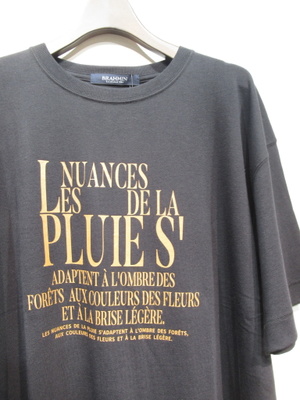 BRAHMIN
NUANCES
LES DE LA
PLUIE S'
ADAPTENT À L'OMBRE DES
FORÊTS AUX COULEURS DES FLEURS
ET À LA BRISE LÉGÈRE.
LES NUANCES DE LA PLUIE S'ADAPTENT À L'OMBRE DES FORÊTS,
AUX COULEURS DES FLEURS ET À LA BRISE LÉGÈRE.